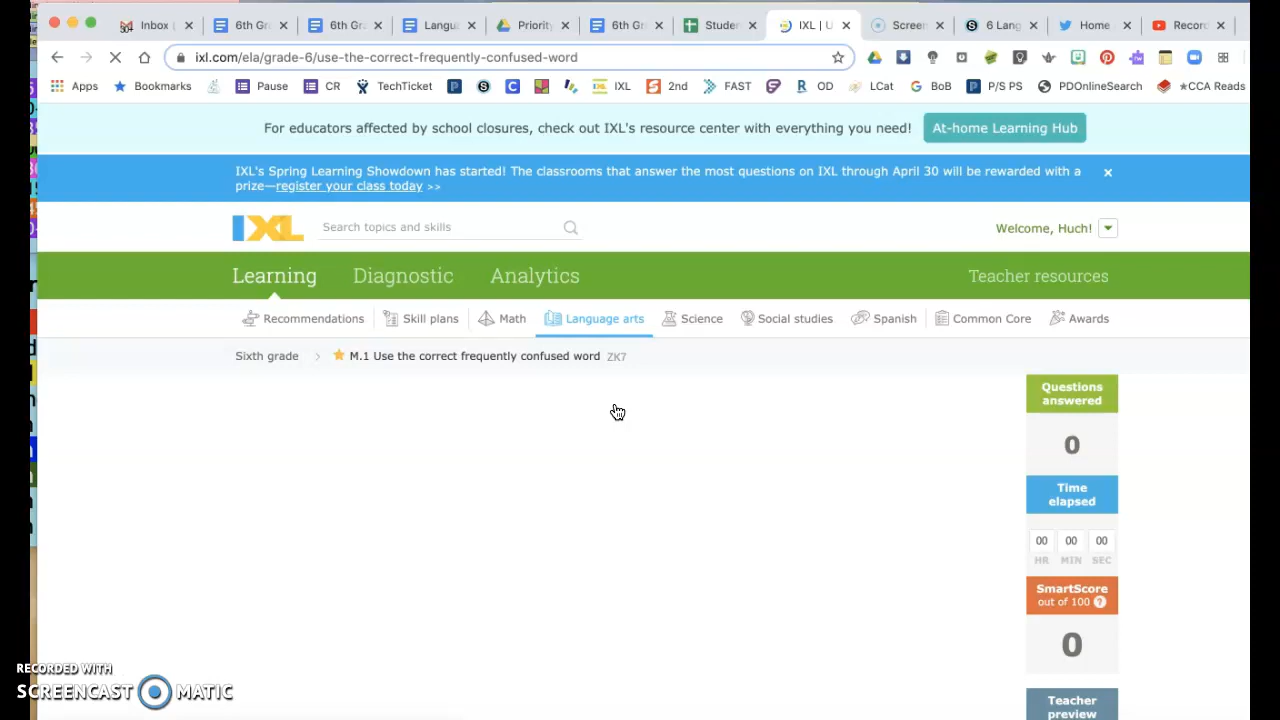 Inbox (
6th Gr
6th Gr
Langu
Priority
6th Gr
Stude
IXL | U
Screen
6 Lang
Home
Record
ixl.com/ela/grade-6/use-the-correct-frequently-confused-word
Apps
Bookmarks
Pause
CR
TechTicket
IXL
2nd
FAST
OD
LCat
BoB
P/S PS
PDOnlineSearch
★CCA Reads
For educators affected by school closures, check out IXL's resource center with everything you need!
At-home Learning Hub
IXL's Spring Learning Showdown has started! The classrooms that answer the most questions on IXL through April 30 will be rewarded with a
prize—register your class today >>
IXL
Search topics and skills
Welcome, Huch!
Learning
Diagnostic
Analytics
Teacher resources
Recommendations
Skill plans
Math
Language arts
Science
Social studies
Spanish
Common Core
Awards
Sixth grade
M.1 Use the correct frequently confused word ZK7
Questions
answered
0
Time
elapsed
00 00 00
HR MIN SEC
SmartScore
out of 100 ?
0
Teacher
preview
RECORDED WITH
SCREENCAST MATIC